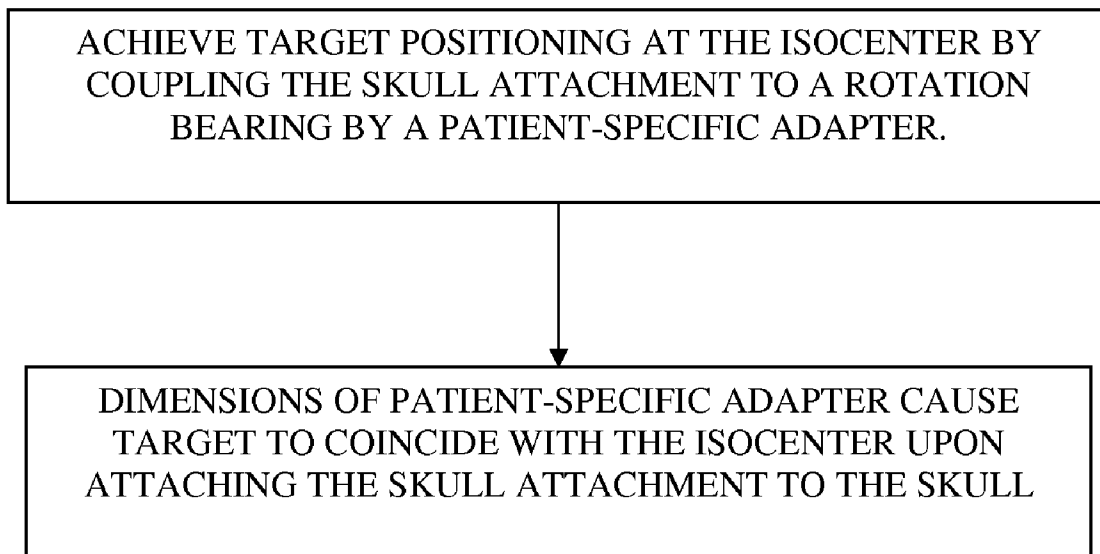 ACHIEVE TARGET POSITIONING AT THE ISOCENTER BY
COUPLING THE SKULL ATTACHMENT TO A ROTATION
BEARING BY A PATIENT-SPECIFIC ADAPTER.
DIMENSIONS OF PATIENT-SPECIFIC ADAPTER CAUSE
TARGET TO COINCIDE WITH THE ISOCENTER UPON
ATTACHING THE SKULL ATTACHMENT TO THE SKULL